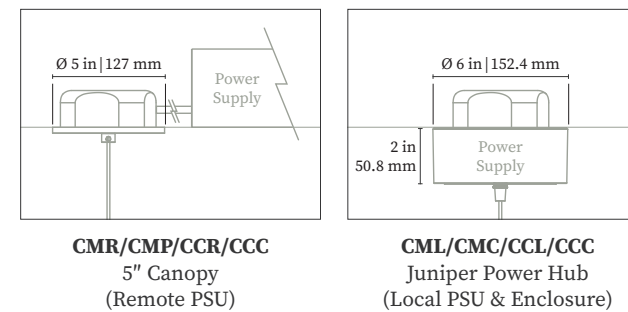 Ø 5 in|127 mm
Power
Supply
CMR/CMP/CCR/CCC
5" Canopy
(Remote PSU)
Ø 6 in|152.4 mm
2 in
50.8 mm
Power
Supply
CML/CMC/CCL/CCC
Juniper Power Hub
(Local PSU & Enclosure)